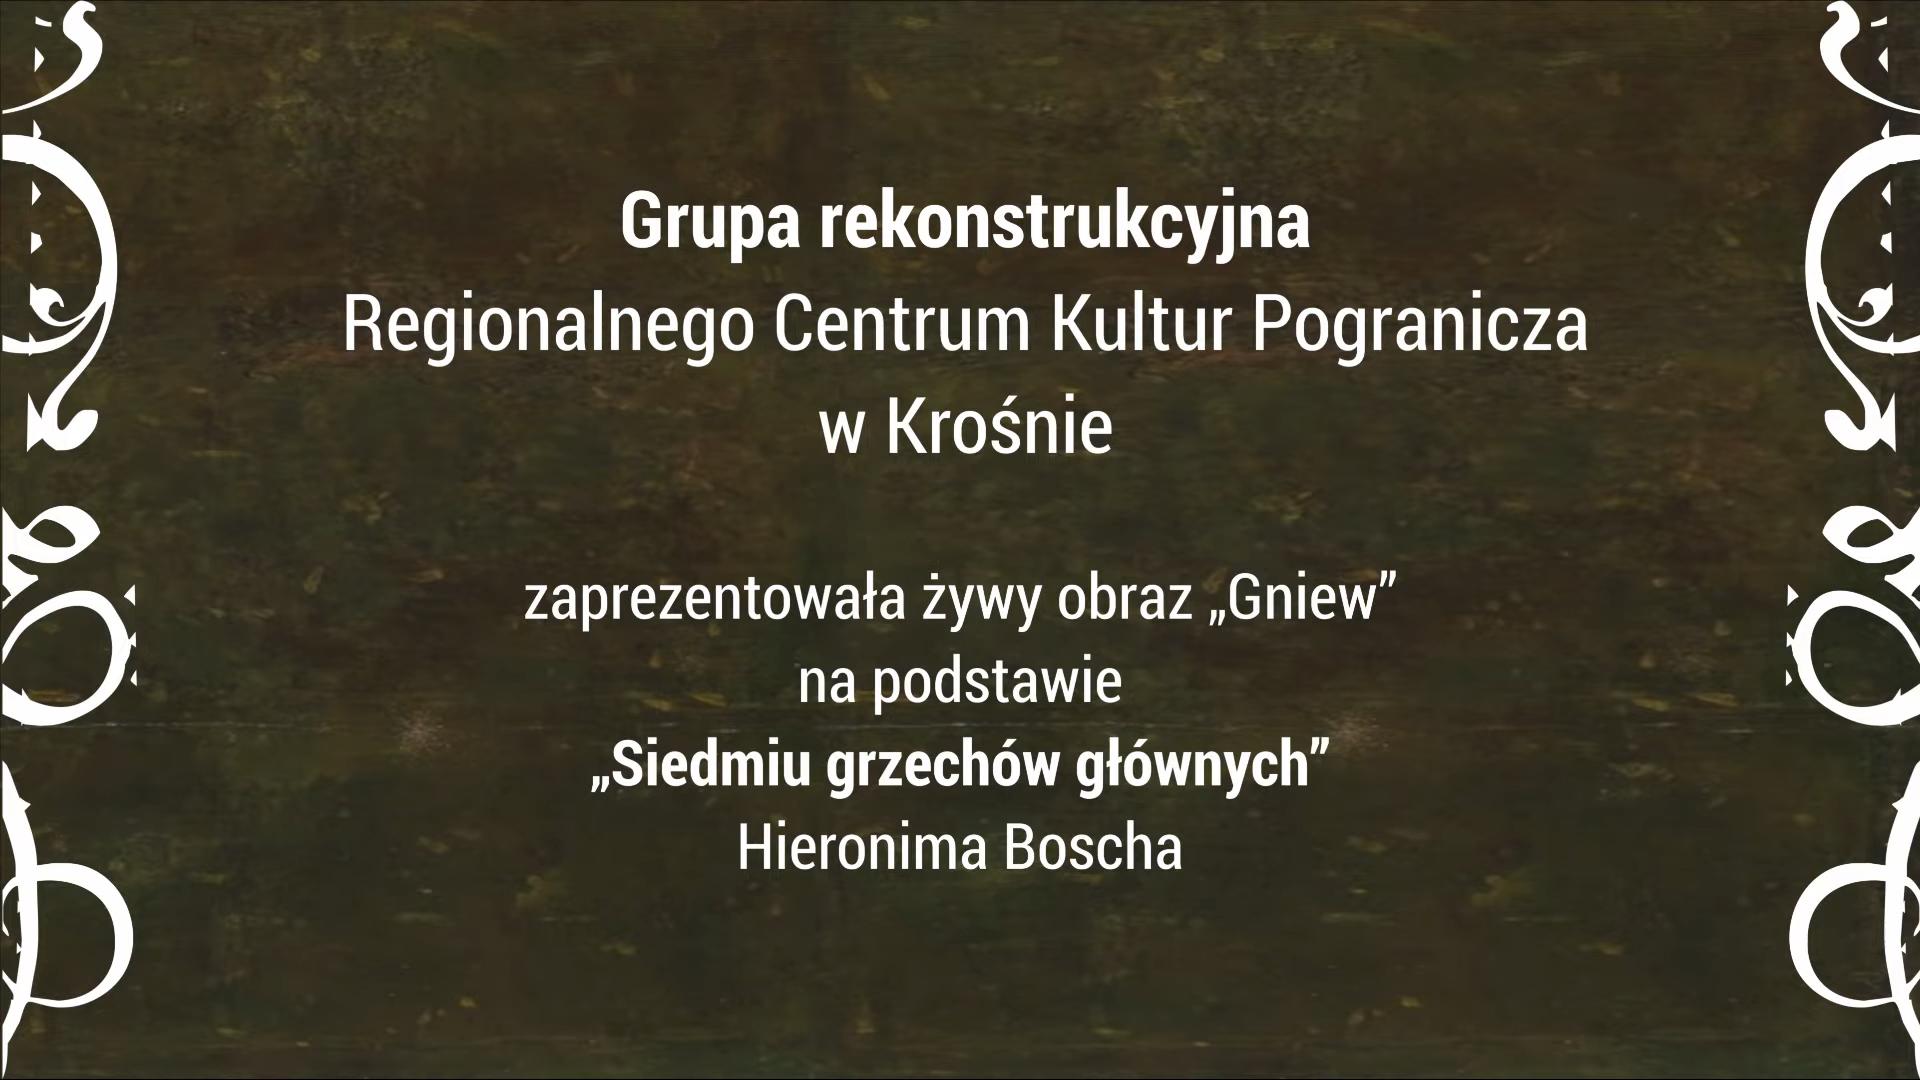 Grupa rekonstrukcyjna
Regionalnego Centrum Kultur Pogranicza
w Krośnie
zaprezentowała żywy obraz „Gniew”
na podstawie
„Siedmiu grzechów głównych”
Hieronima Boscha